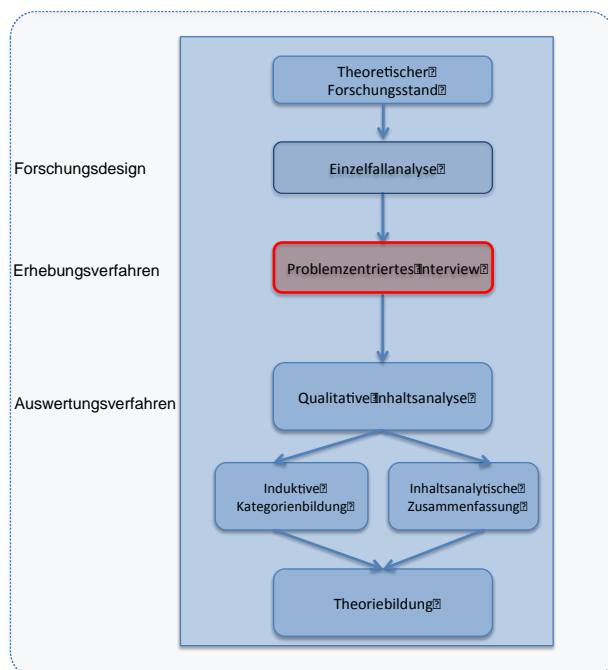 Theoretischer
Forschungsstand
Forschungsdesign
Einzelfallanalyse
Erhebungsverfahren
Problemzentriertes Interview
Auswertungsverfahren
Qualitative Inhaltsanalyse
Induktive
Kategorienbildung
Inhaltsanalytische
Zusammenfassung
Theoriebildung